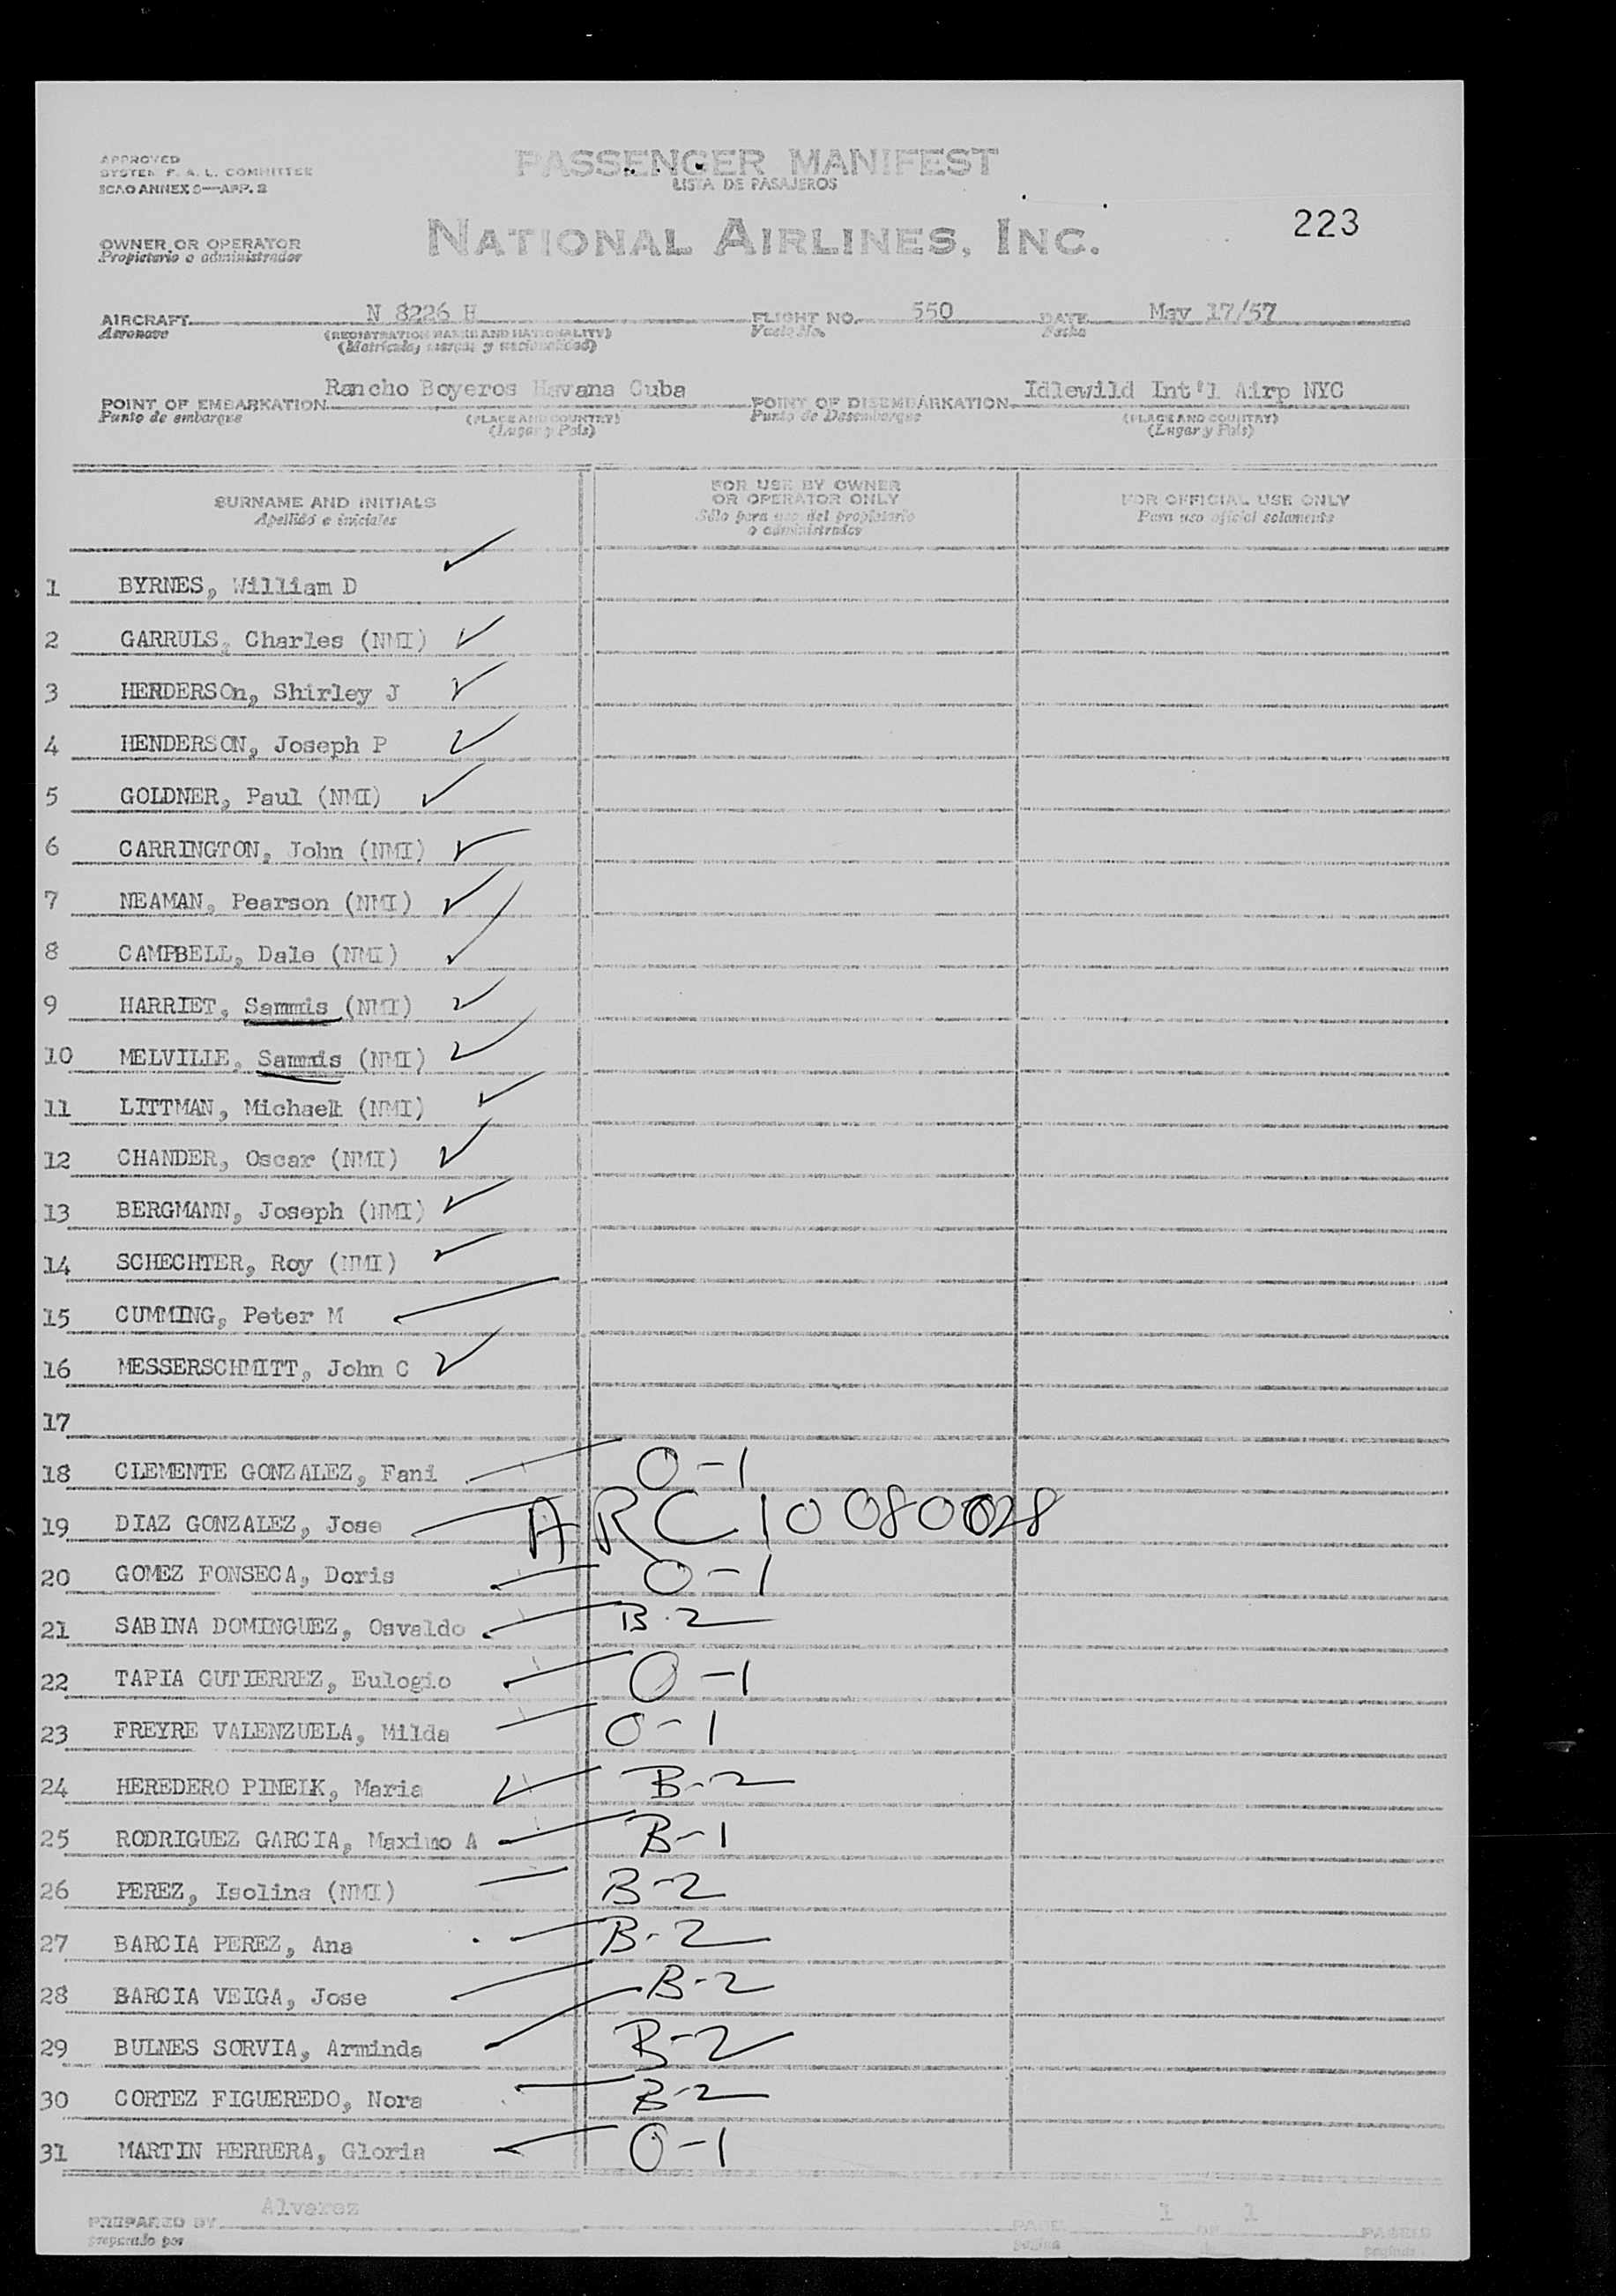 APPROVED
SYSTEM F. A. L. COMMITTEE
ICAO ANNEX 9—APP. 2
PASSENGER MANIFEST
LISTA DE PASAJEROS
223
OWNER OR OPERATOR
Propietario o administrador
NATIONAL AIRLINES, INC.
AIRCRAFT N 8226 H FLIGHT NO. 550 DATE May 17/57
Aeronave (REGISTRATION MARKS AND NATIONALITY) Vuelo No. Fecha
(Matrícula, marcas y nacionalidad)
POINT OF EMBARKATION Rancho Boyeros Havana Cuba POINT OF DISEMBARKATION Idlewild Int'l Airp NYC
Punto de embarque (PLACE AND COUNTRY) Punto de Desembarque (PLACE AND COUNTRY)
(Lugar y País) (Lugar y País)
SURNAME AND INITIALS FOR USE BY OWNER OR OPERATOR ONLY FOR OFFICIAL USE ONLY
Apellido e iniciales Sólo para uso del propietario o administrador Para uso oficial solamente
1 BYRNES, William D ✓
2 GARRULS, Charles (NMI) ✓
3 HENDERSOn, Shirley J ✓
4 HENDERSON, Joseph P ✓
5 GOLDNER, Paul (NMI) ✓
6 CARRINGTON, John (NMI) ✓
7 NEAMAN, Pearson (NMI) ✓
8 CAMPBELL, Dale (NMI) ✓
9 HARRIET, Sammis (NMI) ✓
10 MELVILLE, Sammis (NMI) ✓
11 LITTMAN, Michael (NMI) ✓
12 CHANDER, Oscar (NMI) ✓
13 BERGMANN, Joseph (NMI) ✓
14 SCHECHTER, Roy (NMI) ✓
15 CUMMING, Peter M ✓
16 MESSERSCHMITT, John C ✓
17
18 CLEMENTE GONZALEZ, Fani O-1
19 DIAZ GONZALEZ, Jose ARC 10080028
20 GOMEZ FONSECA, Doris O-1
21 SABINA DOMINGUEZ, Osvaldo B-2
22 TAPIA GUTIERREZ, Eulogio O-1
23 FREYRE VALENZUELA, Milda O-1
24 HEREDERO PINEIK, Maria ✓ B-2
25 RODRIGUEZ GARCIA, Maximo A B-1
26 PEREZ, Isolina (NMI) B-2
27 BARCIA PEREZ, Ana B-2
28 BARCIA VEIGA, Jose B-2
29 BULNES SORVIA, Arminda B-2
30 CORTEZ FIGUEREDO, Nora B-2
31 MARTIN HERRERA, Gloria O-1
PREPARED BY Alvarez PAGE 1 OF 1 PAGES
preparado por página